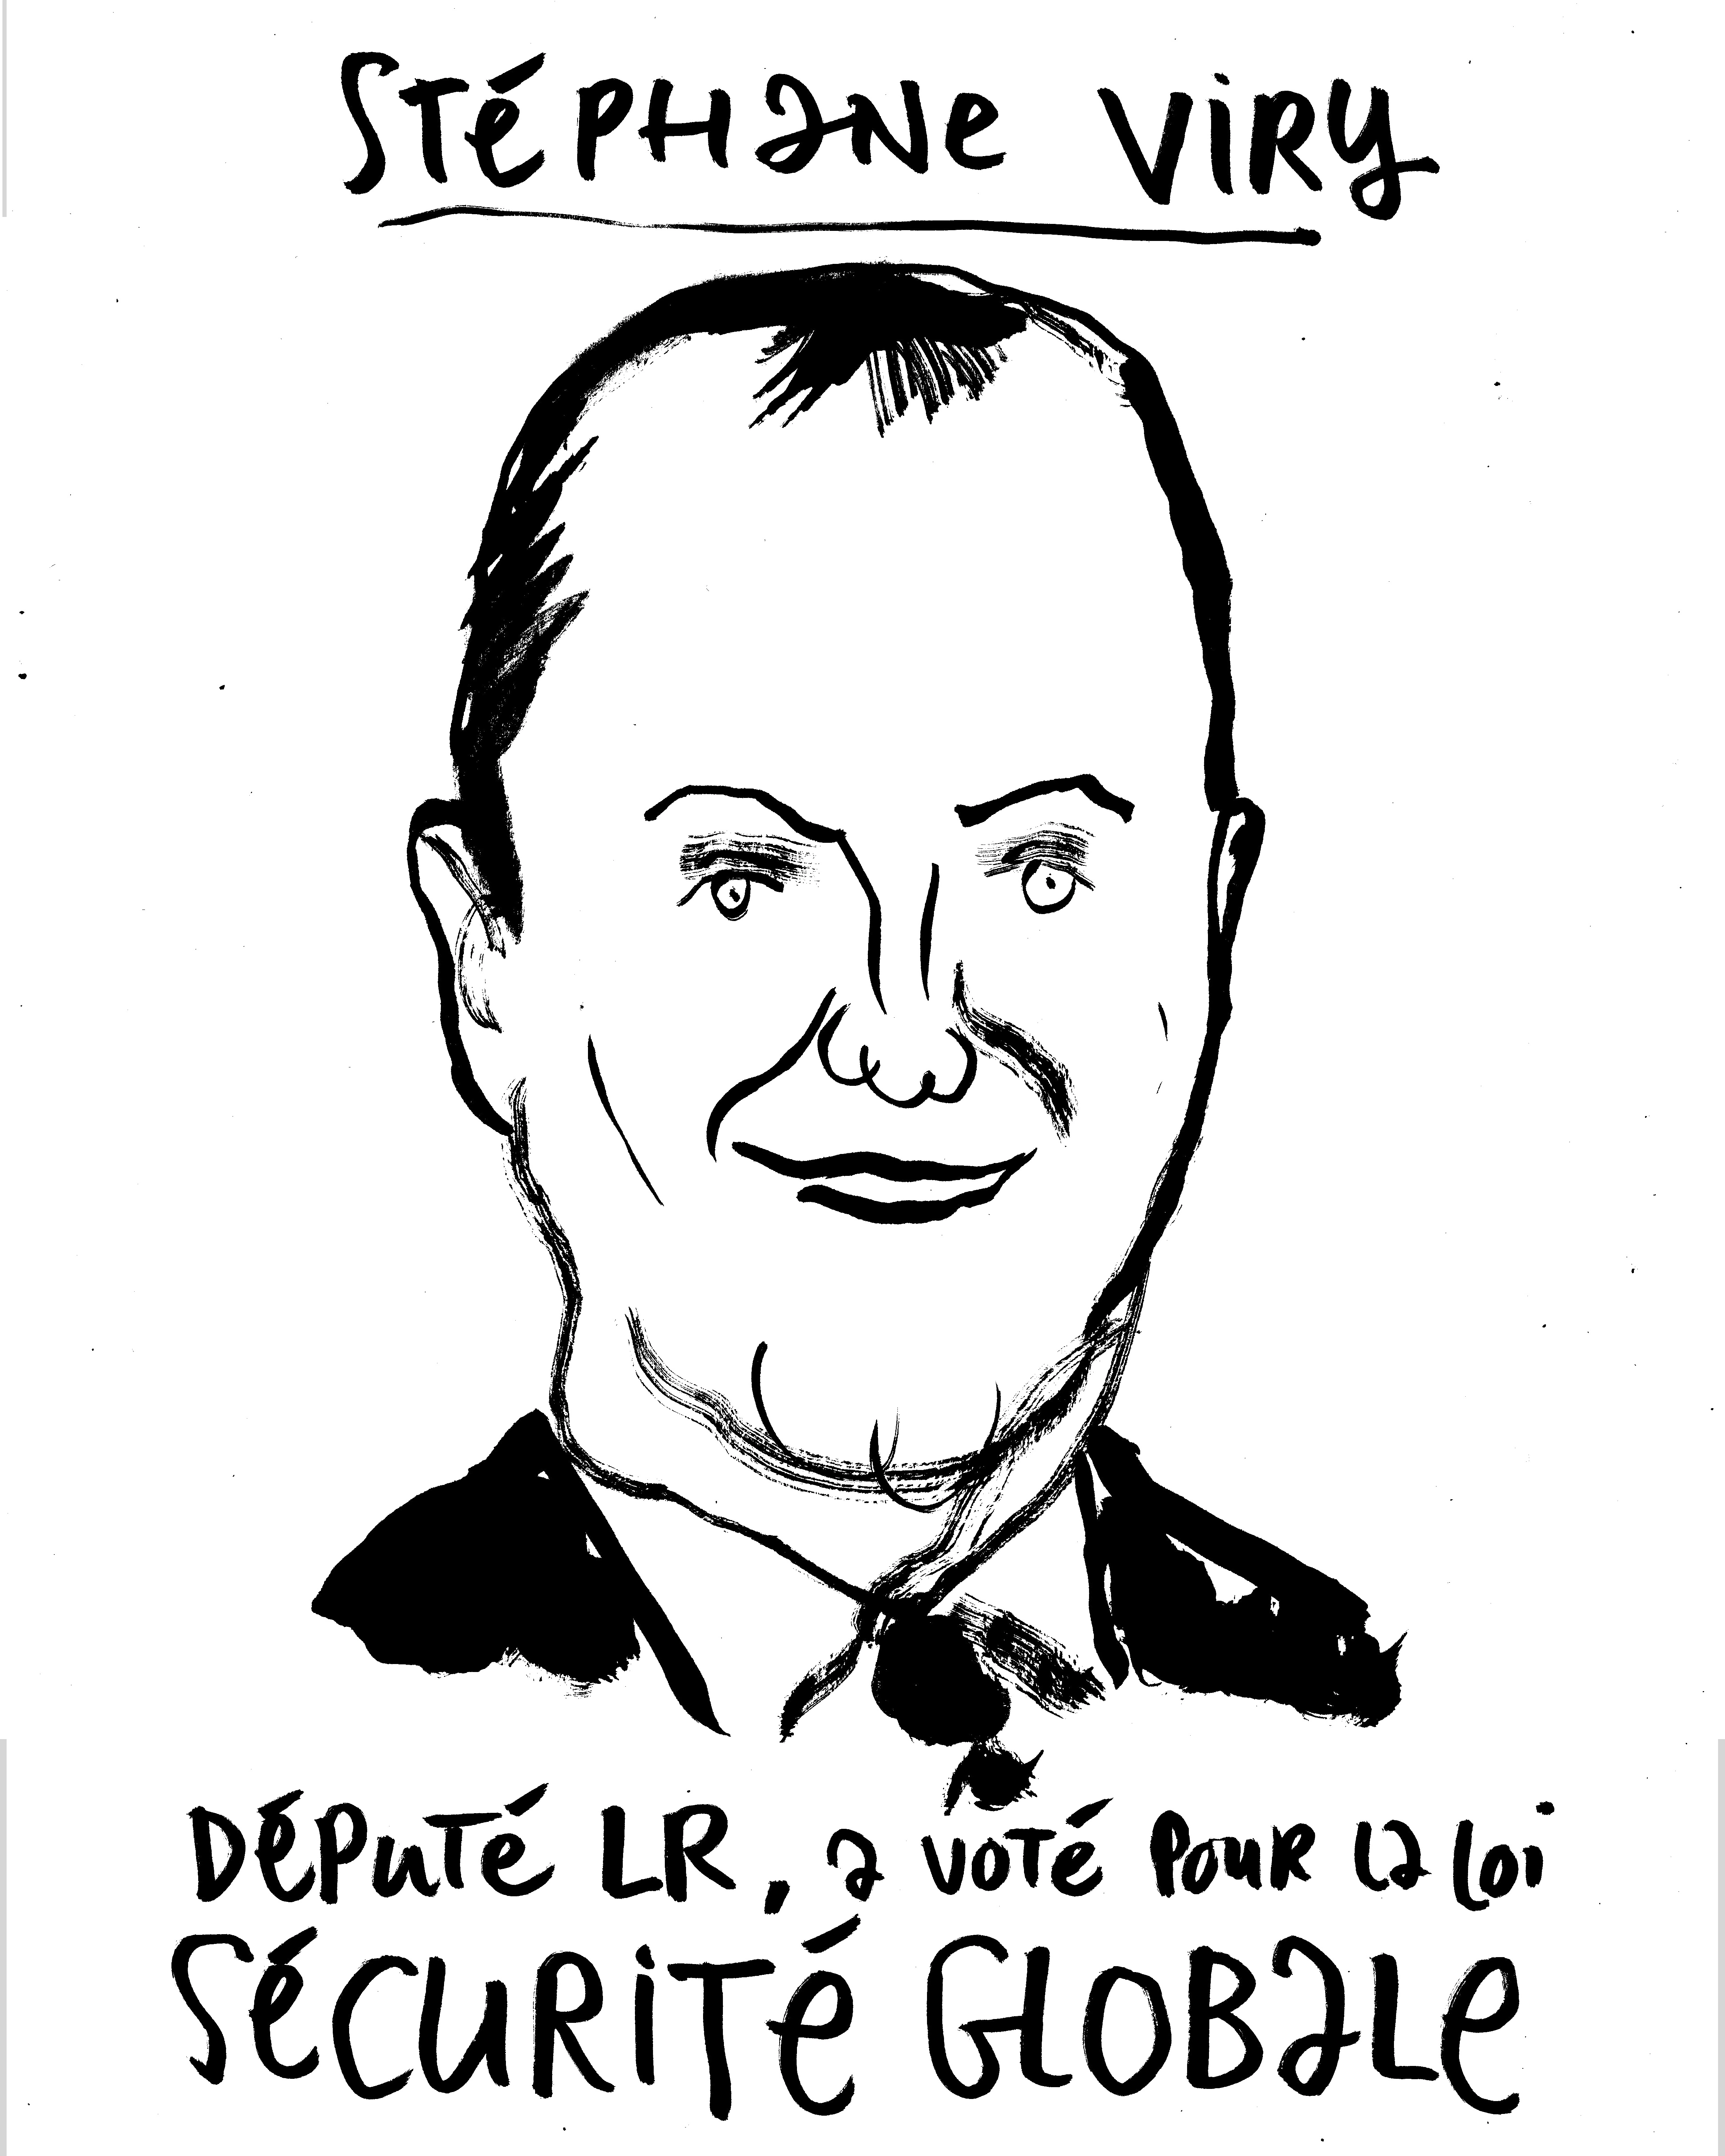 STéPHaNe ViRy
DéPuTé LR, a voTé Pour la loi
SéCuRiTé GLOBaLe